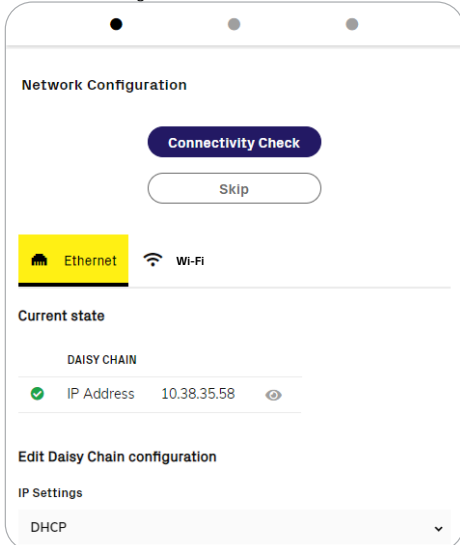 Network Configuration
Connectivity Check
Skip
Ethernet Wi-Fi
Current state
DAISY CHAIN
IP Address 10.38.35.58
Edit Daisy Chain configuration
IP Settings
DHCP